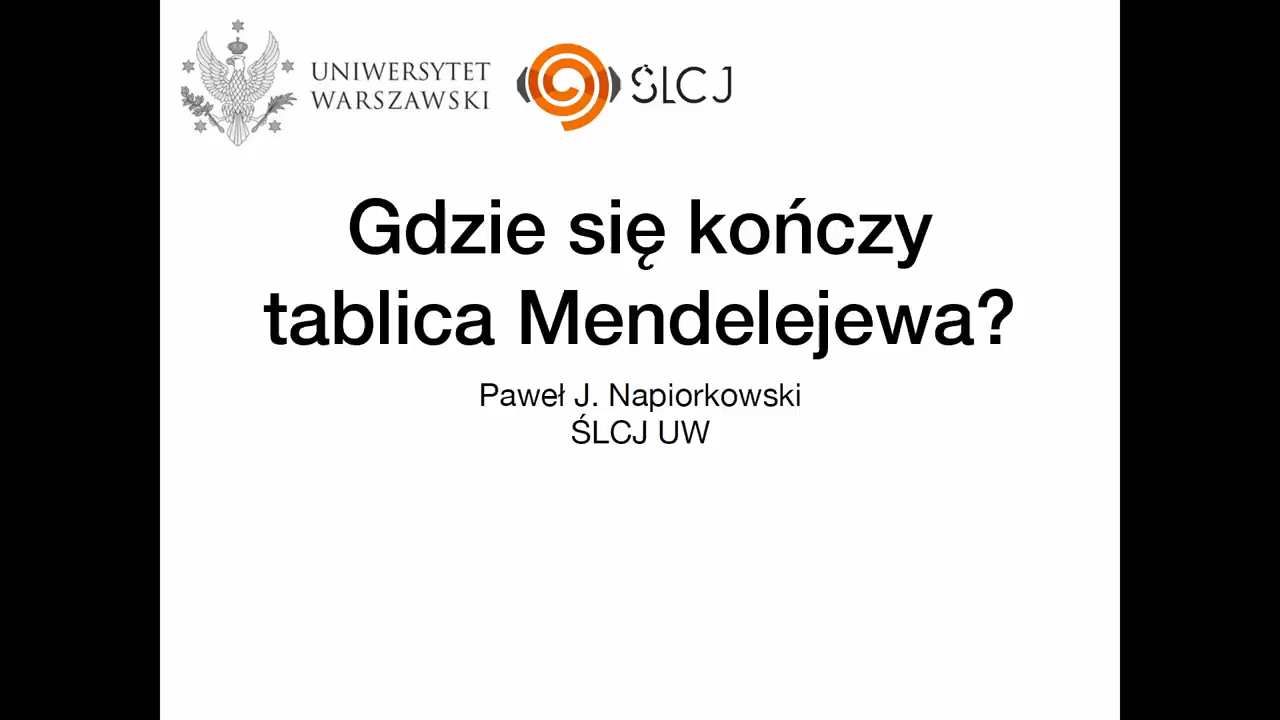 UNIWERSYTET
WARSZAWSKI
ŚLCJ
Gdzie się kończy
tablica Mendelejewa?
Paweł J. Napiorkowski
ŚLCJ UW